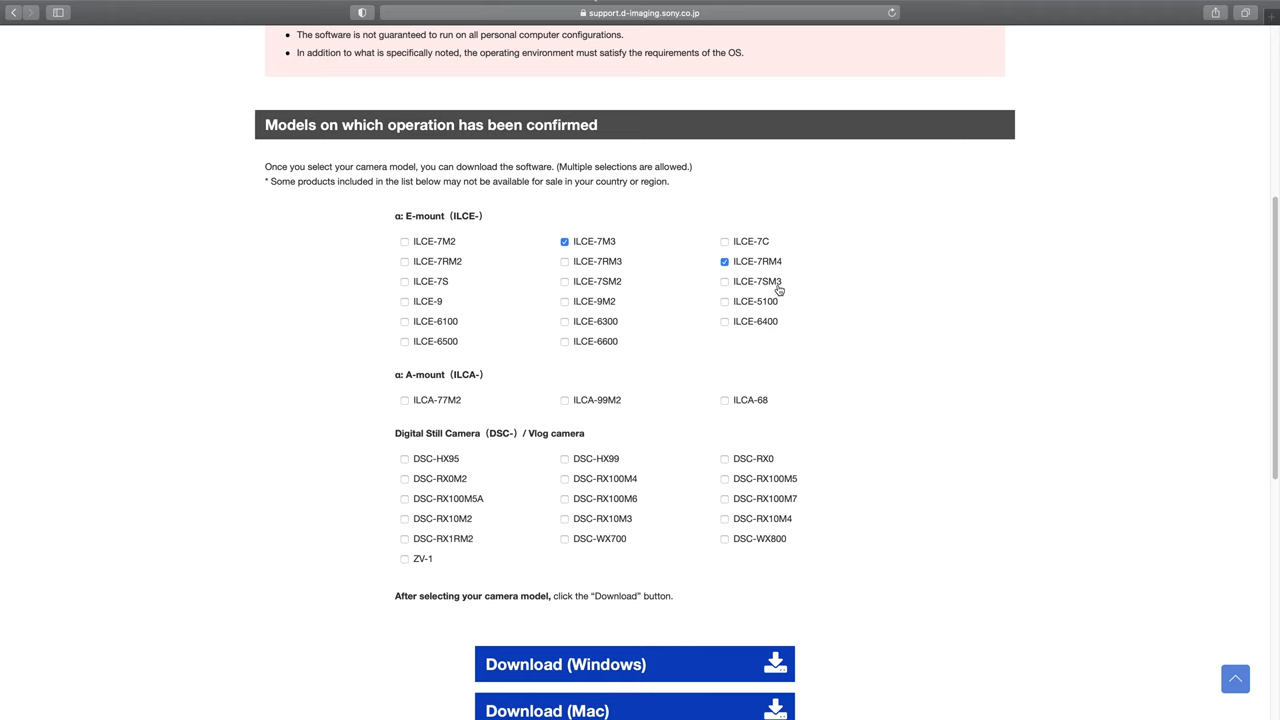 support.d-imaging.sony.co.jp
The software is not guaranteed to run on all personal computer configurations.
In addition to what is specifically noted, the operating environment must satisfy the requirements of the OS.
Models on which operation has been confirmed
Once you select your camera model, you can download the software. (Multiple selections are allowed.)
* Some products included in the list below may not be available for sale in your country or region.
α: E-mount（ILCE-）
ILCE-7M2 ILCE-7M3 ILCE-7C
ILCE-7RM2 ILCE-7RM3 ILCE-7RM4
ILCE-7S ILCE-7SM2 ILCE-7SM3
ILCE-9 ILCE-9M2 ILCE-5100
ILCE-6100 ILCE-6300 ILCE-6400
ILCE-6500 ILCE-6600
α: A-mount（ILCA-）
ILCA-77M2 ILCA-99M2 ILCA-68
Digital Still Camera（DSC-）/ Vlog camera
DSC-HX95 DSC-HX99 DSC-RX0
DSC-RX0M2 DSC-RX100M4 DSC-RX100M5
DSC-RX100M5A DSC-RX100M6 DSC-RX100M7
DSC-RX10M2 DSC-RX10M3 DSC-RX10M4
DSC-RX1RM2 DSC-WX700 DSC-WX800
ZV-1
After selecting your camera model, click the “Download” button.
Download (Windows)
Download (Mac)